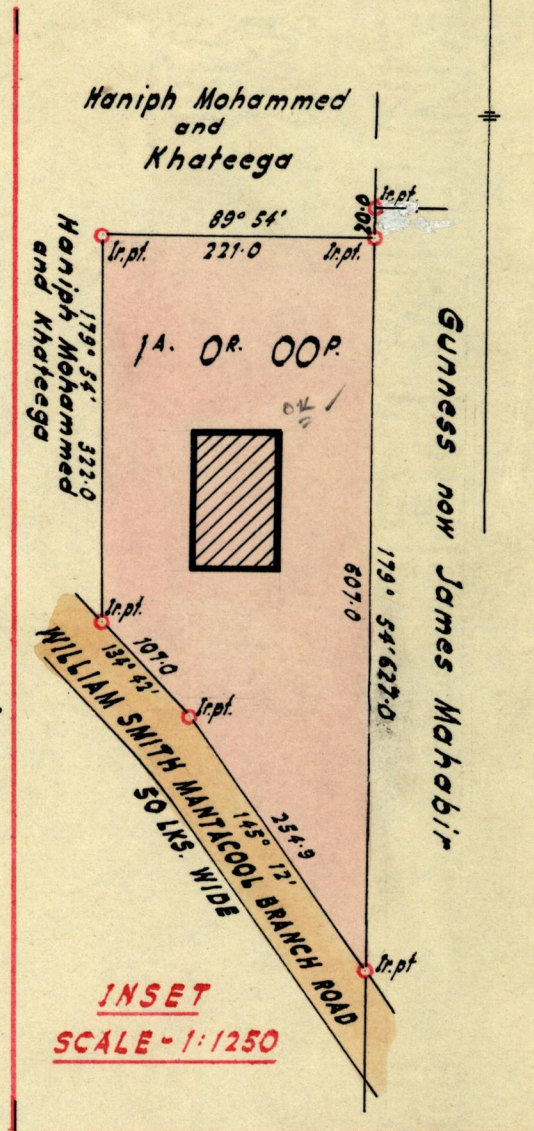 Haniph Mohammed
and
Khateega
Ir.pt.
20.0
89° 54'
221.0
Ir.pt.
Ir.pt.
1A. 0R. 00P.
OK ✓
179° 54' 322.0
Haniph Mohammed
and Khateega
Gunness now James Mahabir
179° 54' 627.0
607.0
Ir.pt.
107.0
134° 42'
Ir.pt.
254.9
145° 12'
WILLIAM SMITH MANTACOOL BRANCH ROAD
50 LKS. WIDE
Ir.pt
INSET
SCALE - 1:1250